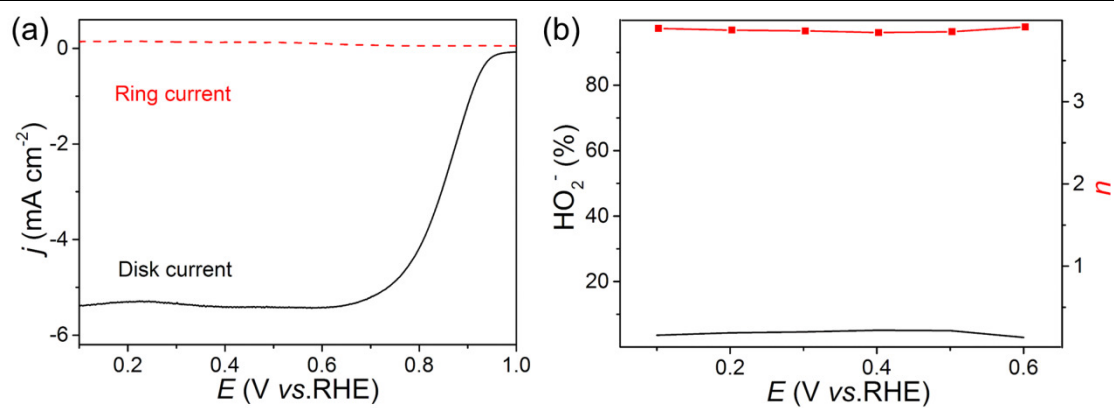 (a)
0
-2
-4
-6
j (mA cm⁻²)
Ring current
Disk current
0.2 0.4 0.6 0.8 1.0
E (V vs.RHE)
(b)
80
60
40
20
HO₂⁻ (%)
3
2
1
n
0.2 0.4 0.6
E (V vs.RHE)